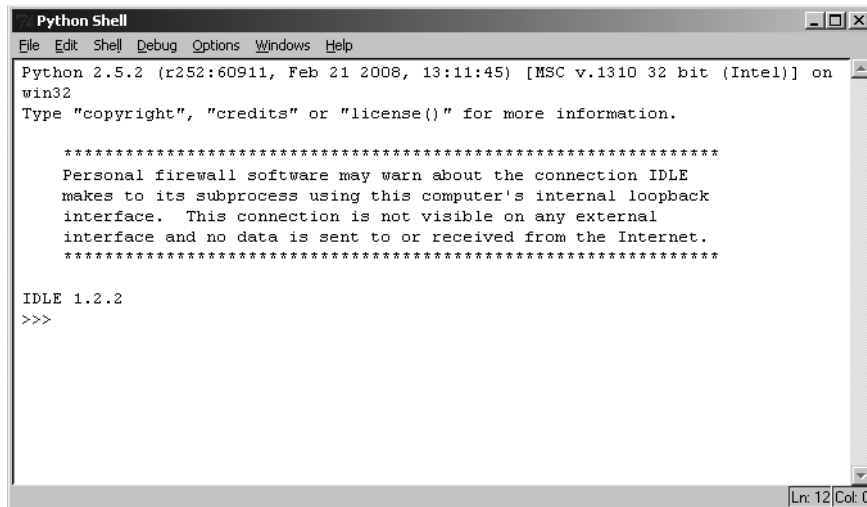 Python Shell
File Edit Shell Debug Options Windows Help
Python 2.5.2 (r252:60911, Feb 21 2008, 13:11:45) [MSC v.1310 32 bit (Intel)] on
win32
Type "copyright", "credits" or "license()" for more information.
****************************************************************
Personal firewall software may warn about the connection IDLE
makes to its subprocess using this computer's internal loopback
interface.  This connection is not visible on any external
interface and no data is sent to or received from the Internet.
****************************************************************
IDLE 1.2.2
>>>
Ln: 12 Col: 0